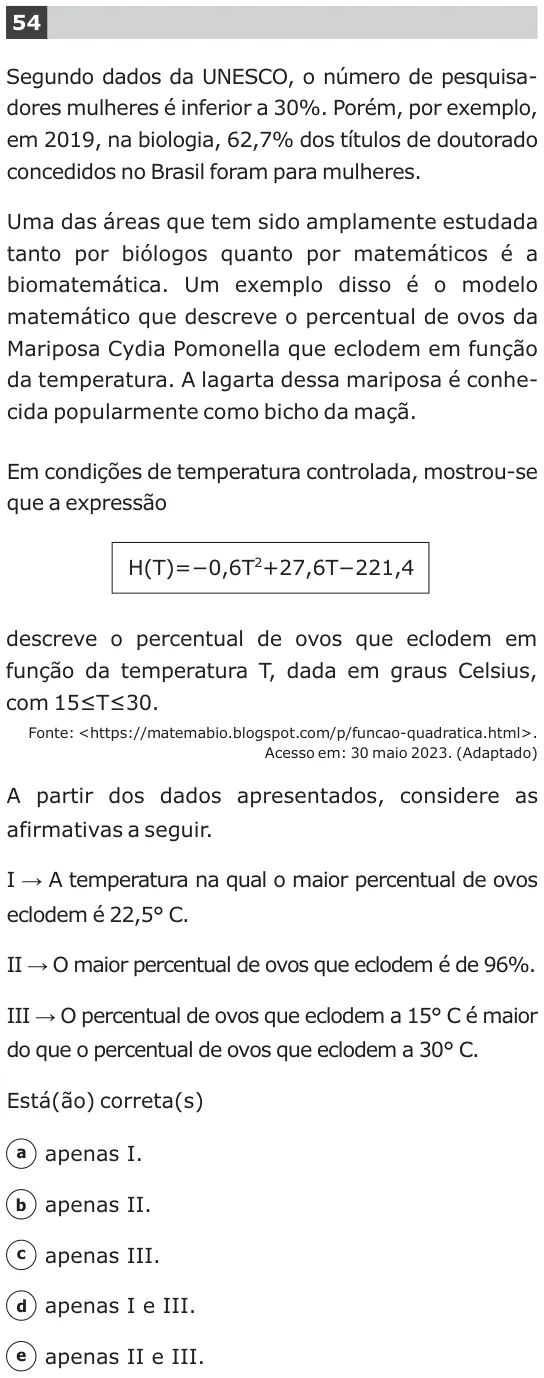 54
Segundo dados da UNESCO, o número de pesquisa-
dores mulheres é inferior a 30%. Porém, por exemplo,
em 2019, na biologia, 62,7% dos títulos de doutorado
concedidos no Brasil foram para mulheres.
Uma das áreas que tem sido amplamente estudada
tanto por biólogos quanto por matemáticos é a
biomatemática. Um exemplo disso é o modelo
matemático que descreve o percentual de ovos da
Mariposa Cydia Pomonella que eclodem em função
da temperatura. A lagarta dessa mariposa é conhe-
cida popularmente como bicho da maçã.
Em condições de temperatura controlada, mostrou-se
que a expressão
H(T)=−0,6T²+27,6T−221,4
descreve o percentual de ovos que eclodem em
função da temperatura T, dada em graus Celsius,
com 15≤T≤30.
Fonte: <https://matemabio.blogspot.com/p/funcao-quadratica.html>.
Acesso em: 30 maio 2023. (Adaptado)
A partir dos dados apresentados, considere as
afirmativas a seguir.
I → A temperatura na qual o maior percentual de ovos
eclodem é 22,5° C.
II → O maior percentual de ovos que eclodem é de 96%.
III → O percentual de ovos que eclodem a 15° C é maior
do que o percentual de ovos que eclodem a 30° C.
Está(ão) correta(s)
a apenas I.
b apenas II.
c apenas III.
d apenas I e III.
e apenas II e III.